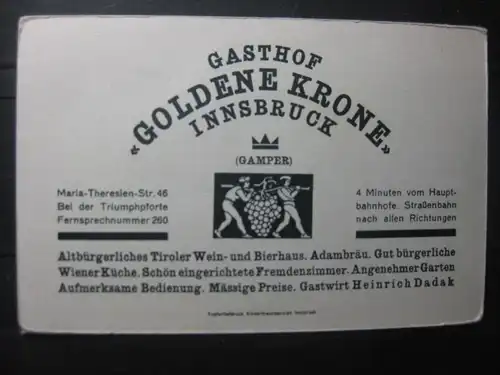 GASTHOF
«GOLDENE KRONE»
INNSBRUCK
(GAMPER)
Maria-Theresien-Str. 46
Bei der Triumphpforte
Fernsprechnummer 260
4 Minuten vom Haupt-
bahnhofe. Straßenbahn
nach allen Richtungen
Altbürgerliches Tiroler Wein- und Bierhaus. Adambräu. Gut bürgerliche
Wiener Küche. Schön eingerichtete Fremdenzimmer. Angenehmer Garten
Aufmerksame Bedienung. Mässige Preise. Gastwirt Heinrich Dadak